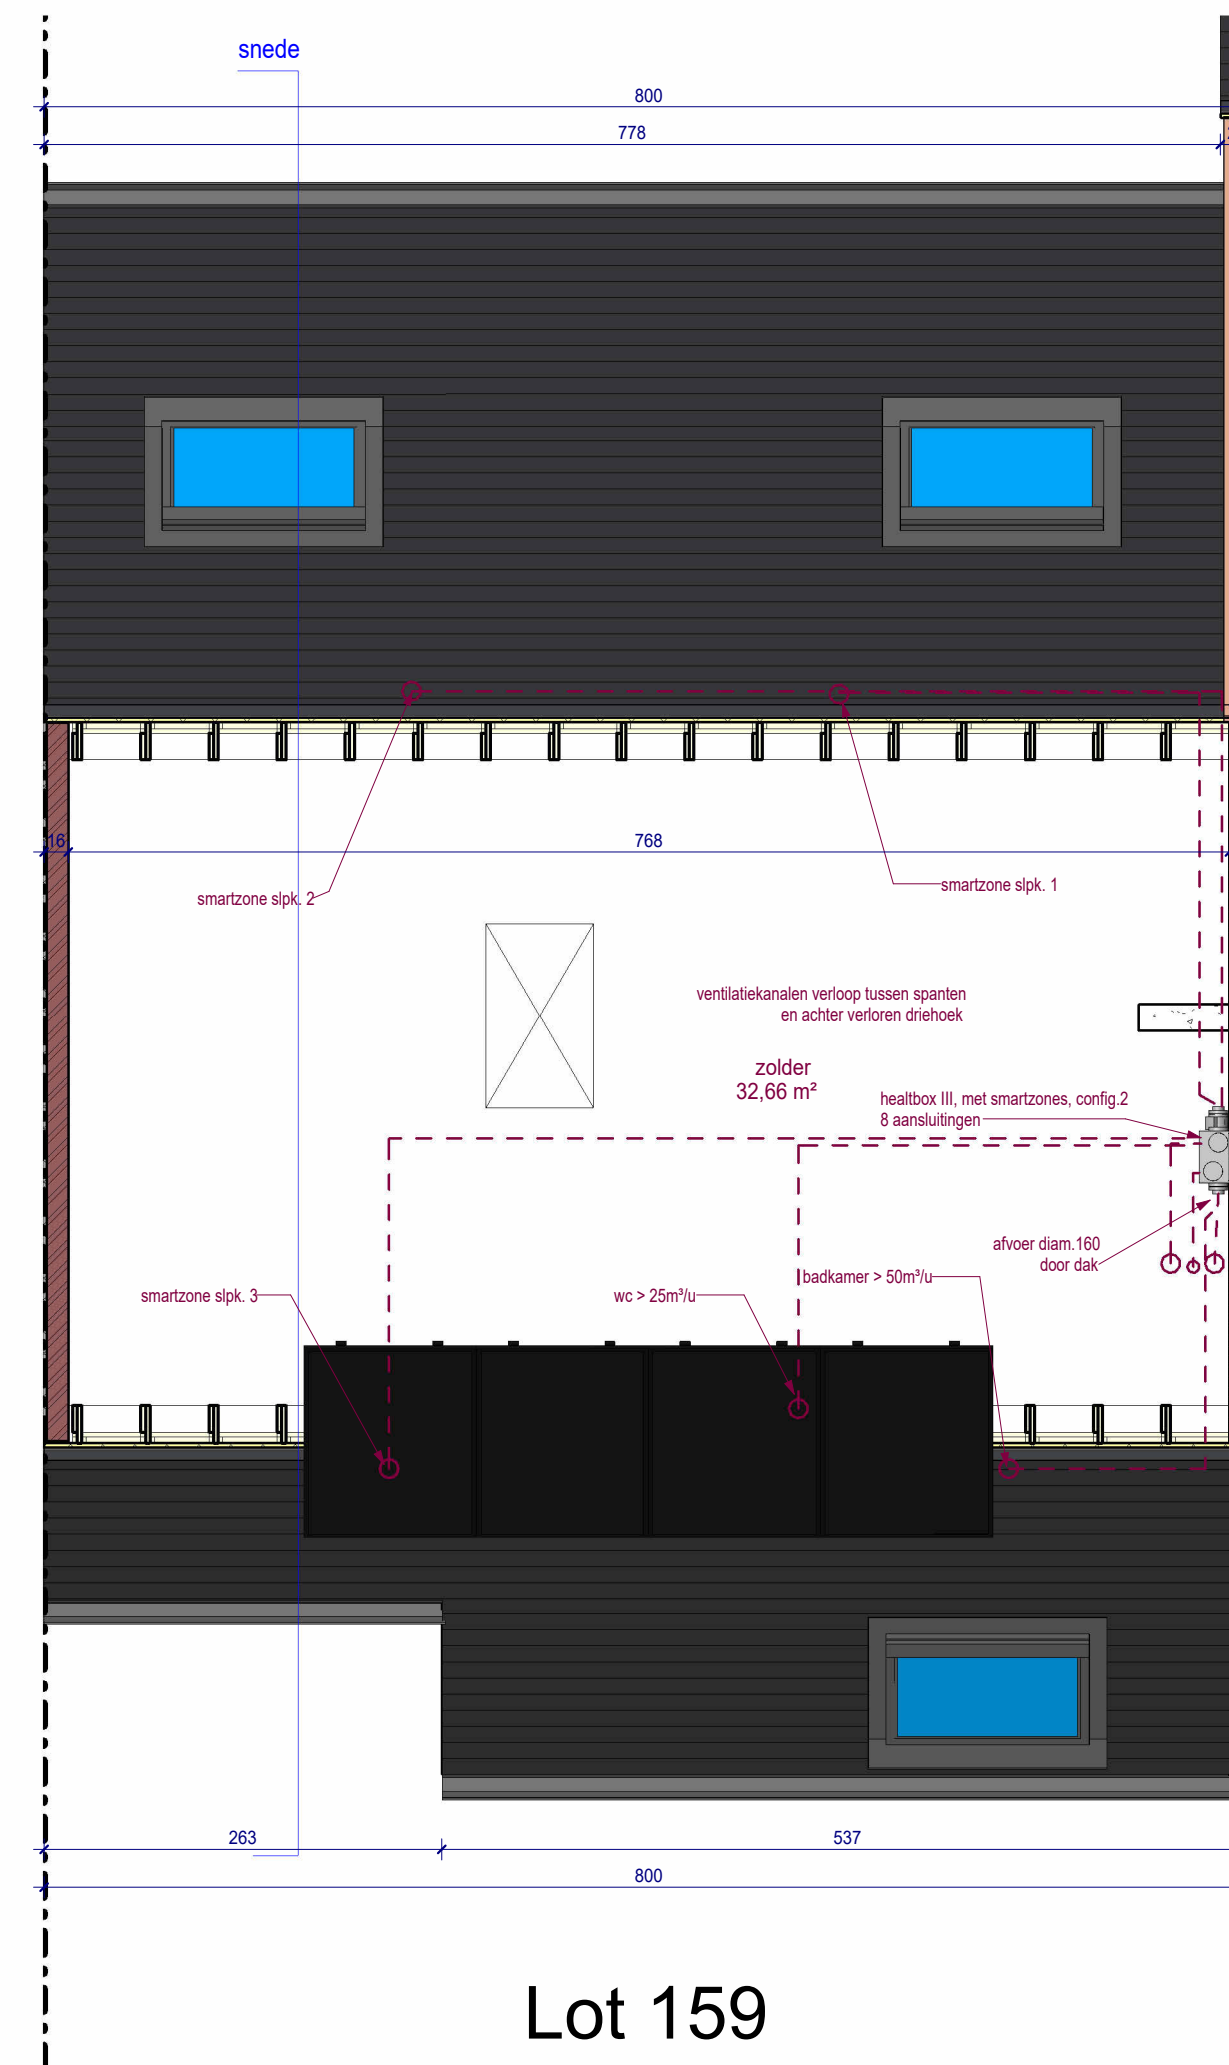 snede
800
778
16
768
smartzone slpk. 2
smartzone slpk. 1
ventilatiekanalen verloop tussen spanten
en achter verloren driehoek
zolder
32,66 m²
healtbox III, met smartzones, config.2
8 aansluitingen
afvoer diam.160
door dak
badkamer > 50m³/u
smartzone slpk. 3
wc > 25m³/u
263
537
800
Lot 159